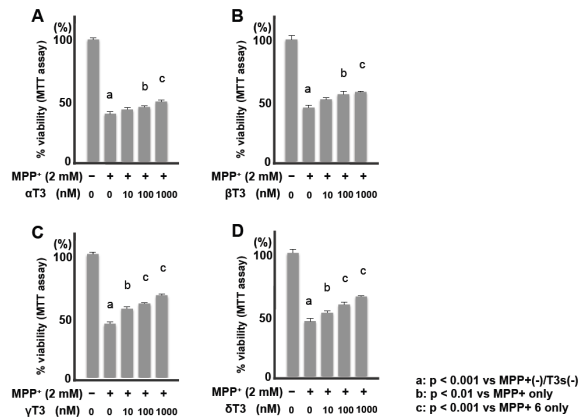 A
(%)
100
50
0
% viability (MTT assay)
a
b
c
MPP⁺ (2 mM) − + + + +
αT3 (nM) 0 0 10 100 1000
B
(%)
100
50
0
% viability (MTT assay)
a
b
c
MPP⁺ (2 mM) − + + + +
βT3 (nM) 0 0 10 100 1000
C
(%)
100
50
0
% viability (MTT assay)
a
b
c
c
MPP⁺ (2 mM) − + + + +
γT3 (nM) 0 0 10 100 1000
D
(%)
100
50
0
% viability (MTT assay)
a
b
c
c
MPP⁺ (2 mM) − + + + +
δT3 (nM) 0 0 10 100 1000
a: p < 0.001 vs MPP+(-)/T3s(-)
b: p < 0.01 vs MPP+ only
c: p < 0.001 vs MPP+ 6 only